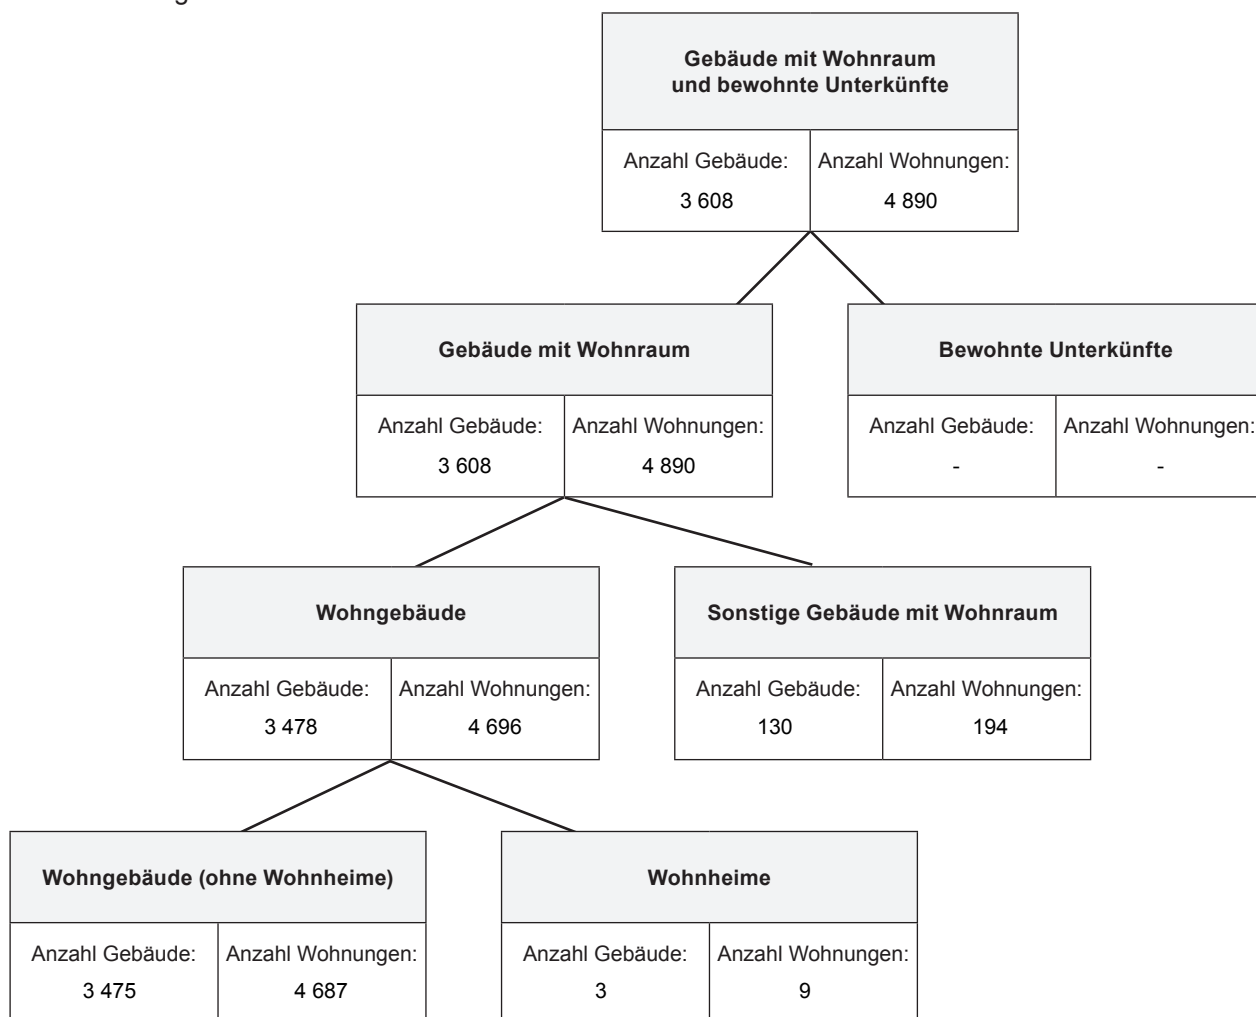 Gebäude mit Wohnraum
und bewohnte Unterkünfte
Anzahl Gebäude: Anzahl Wohnungen:
3 608 4 890
Gebäude mit Wohnraum
Anzahl Gebäude: Anzahl Wohnungen:
3 608 4 890
Bewohnte Unterkünfte
Anzahl Gebäude: Anzahl Wohnungen:
- -
Wohngebäude
Anzahl Gebäude: Anzahl Wohnungen:
3 478 4 696
Sonstige Gebäude mit Wohnraum
Anzahl Gebäude: Anzahl Wohnungen:
130 194
Wohngebäude (ohne Wohnheime)
Anzahl Gebäude: Anzahl Wohnungen:
3 475 4 687
Wohnheime
Anzahl Gebäude: Anzahl Wohnungen:
3 9